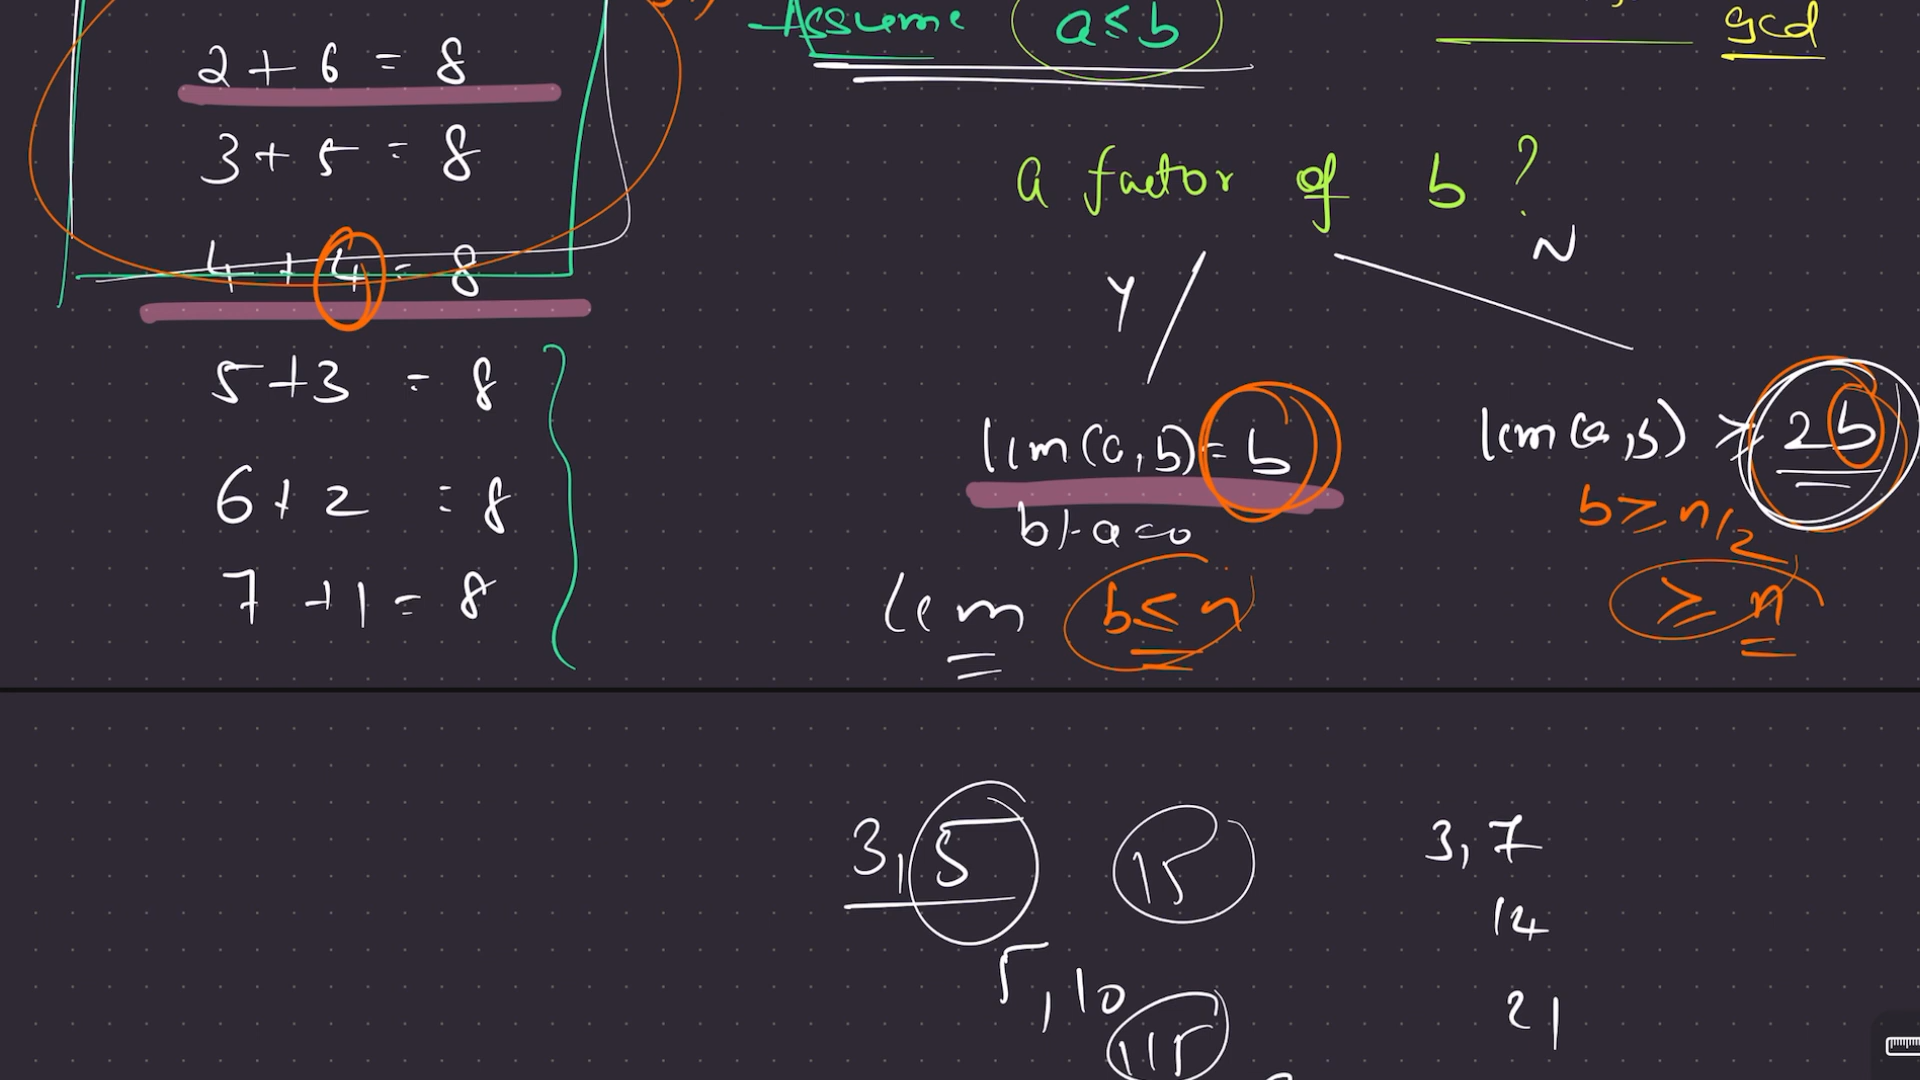 2 + 6 = 8
3 + 5 = 8
4 + 4 = 8
5 + 3 = 8
6 + 2 = 8
7 + 1 = 8
Assume a ≤ b
gcd
a factor of b ?
Y
N
lcm(a,b) = b
b % a = 0
lcm b ≤ n
lcm(a,b) ≥ 2b
b ≥ n/2
≥ n
3, 5 15
5, 10
15
3, 7
14
21